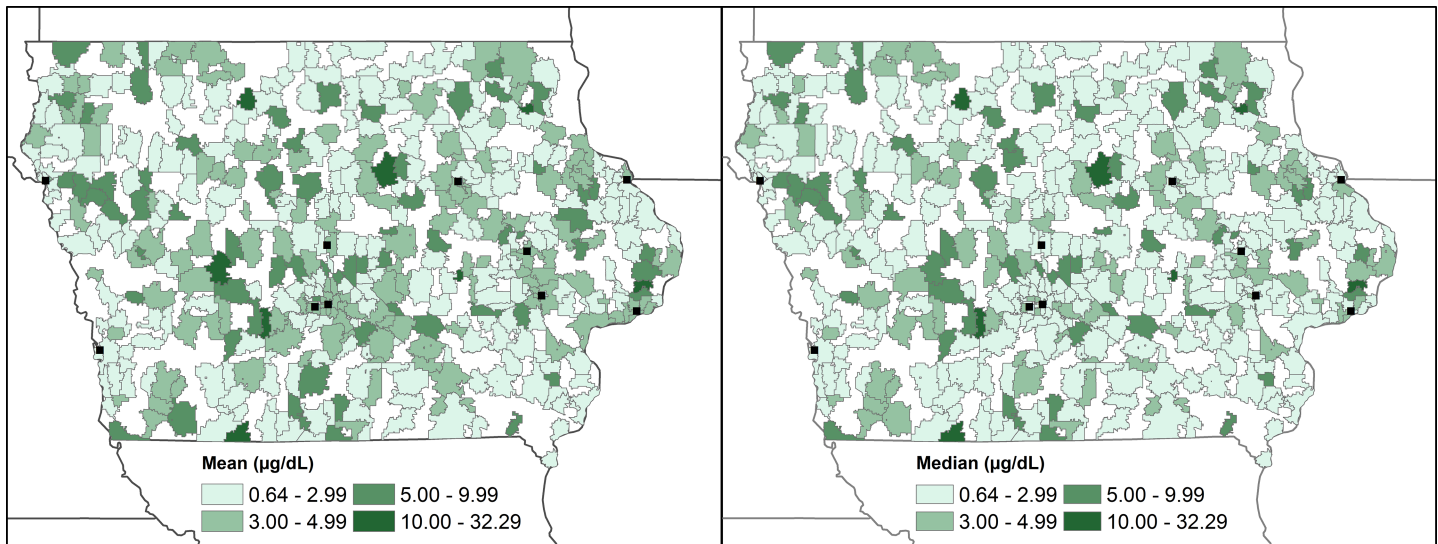 Mean (µg/dL)
0.64 - 2.99 5.00 - 9.99
3.00 - 4.99 10.00 - 32.29
Median (µg/dL)
0.64 - 2.99 5.00 - 9.99
3.00 - 4.99 10.00 - 32.29